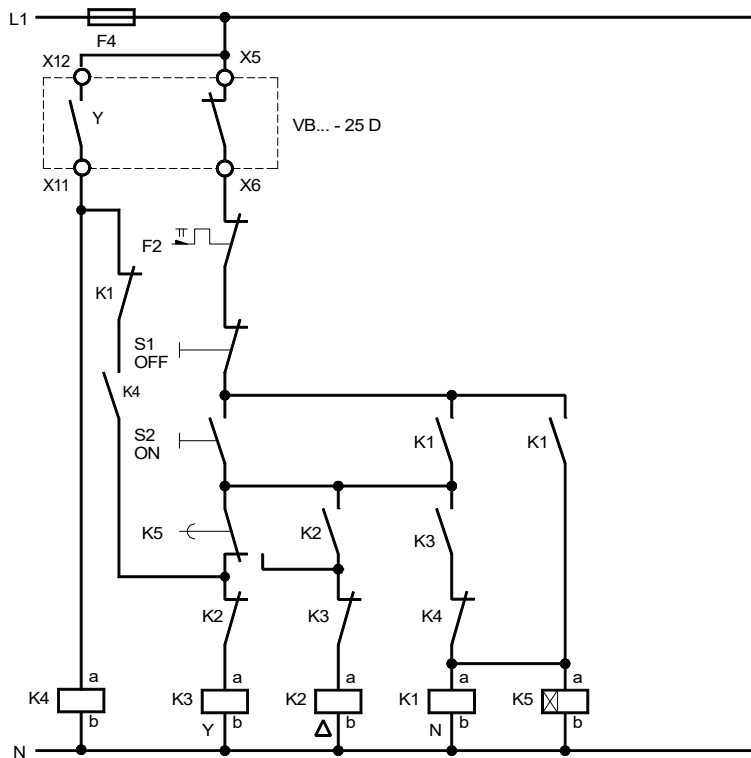 L1
F4
X12
X5
Y
VB... - 25 D
X11
X6
F2
K1
S1
OFF
K4
S2
ON
K1
K1
K5
K2
K3
K2
K3
K4
a
a
a
a
a
K4
K3
K2
K1
K5
b
b
b
b
b
Y
Δ
N
N